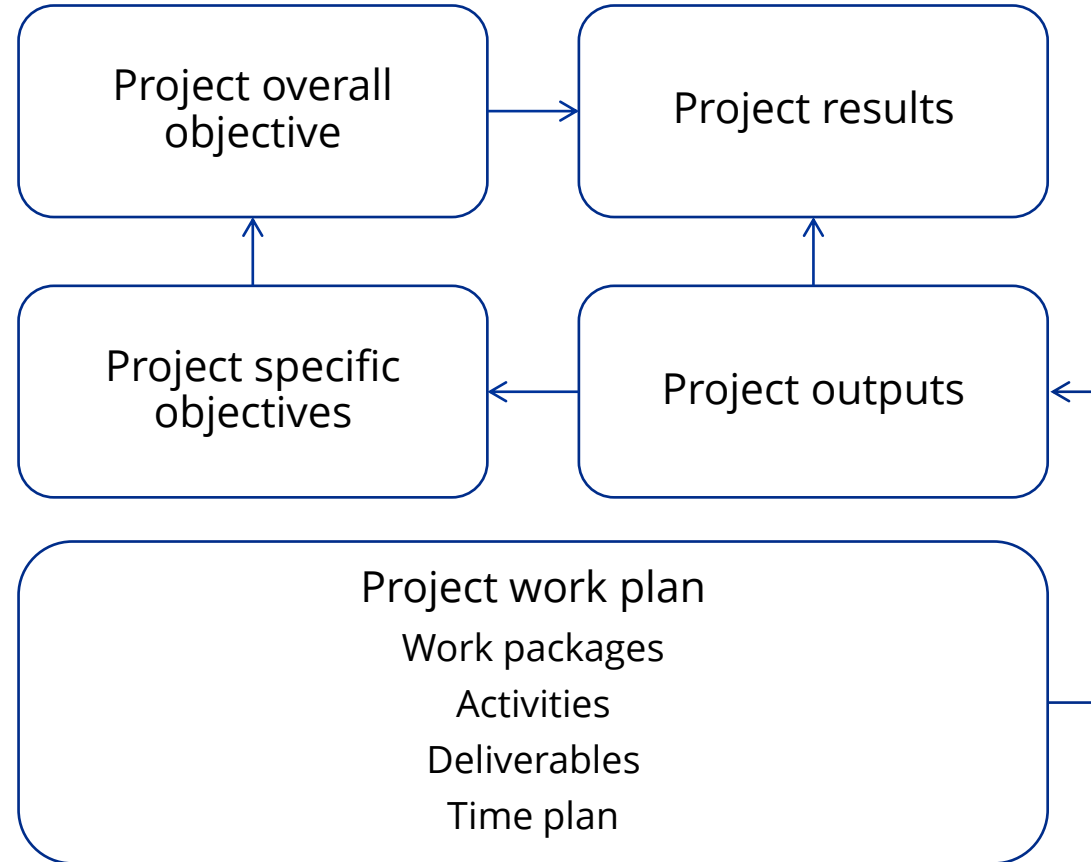 Project overall
objective
Project results
Project specific
objectives
Project outputs
Project work plan
Work packages
Activities
Deliverables
Time plan